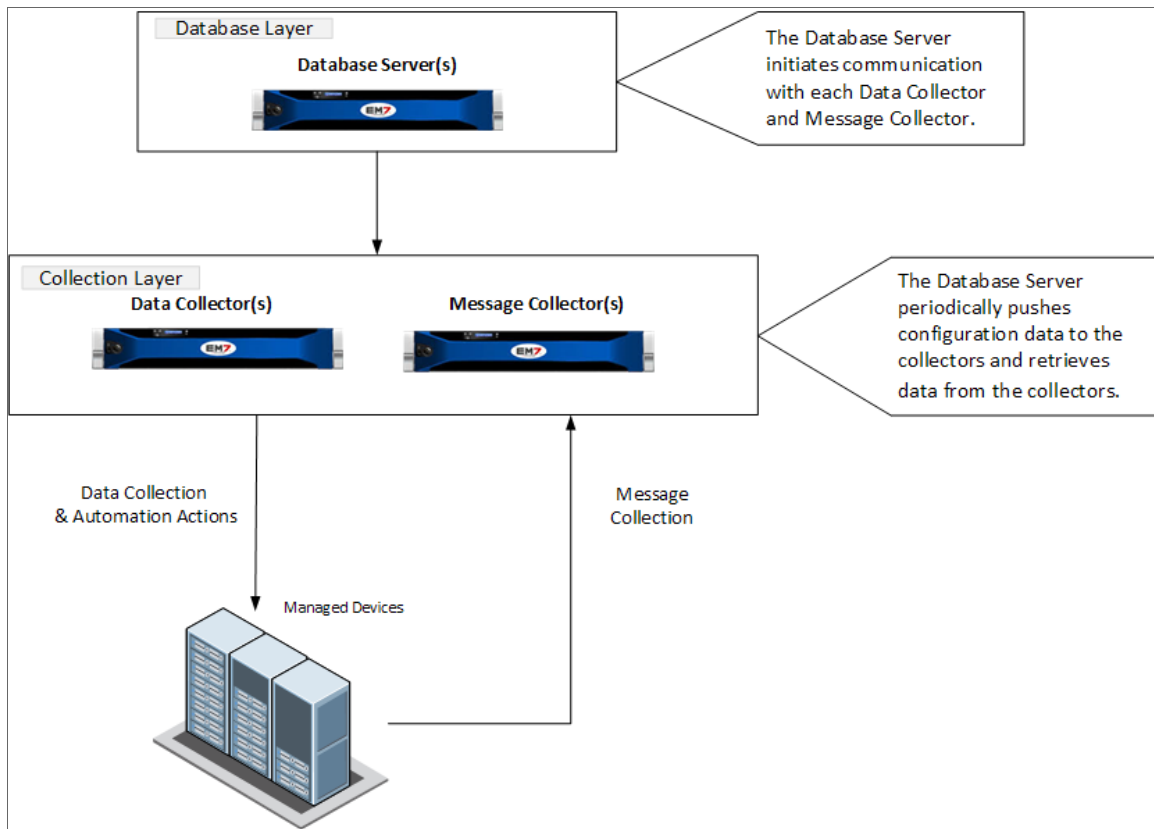 Database Layer
Database Server(s)
EM7
The Database Server
initiates communication
with each Data Collector
and Message Collector.
Collection Layer
Data Collector(s)
Message Collector(s)
EM7
EM7
The Database Server
periodically pushes
configuration data to the
collectors and retrieves
data from the collectors.
Data Collection
& Automation Actions
Message
Collection
Managed Devices